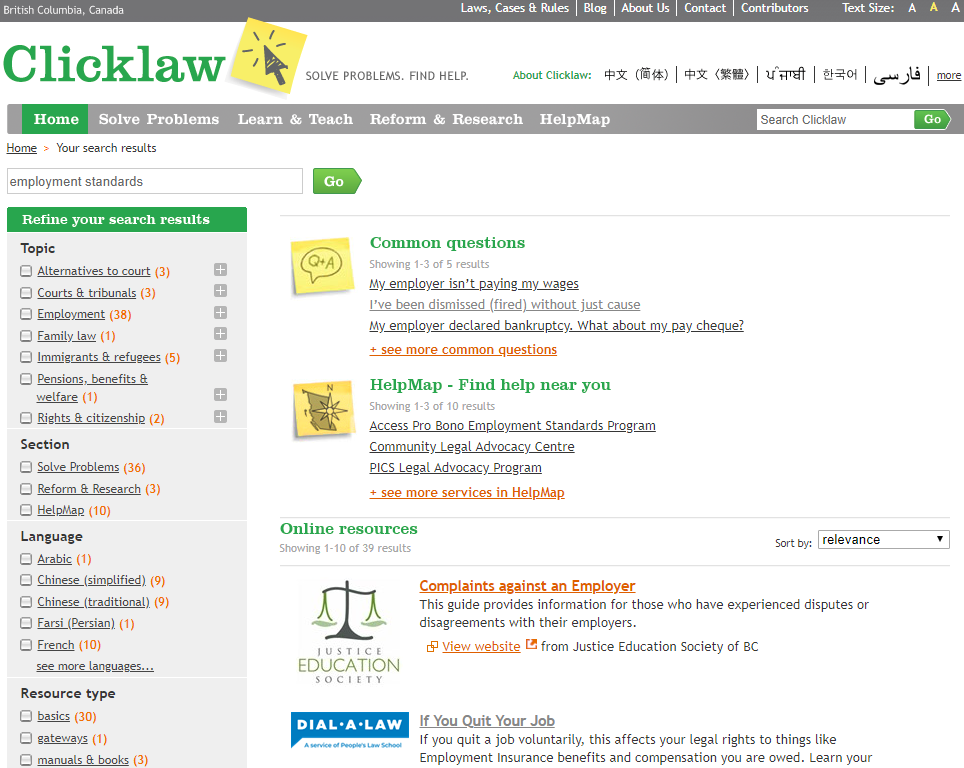 British Columbia, Canada
Laws, Cases & Rules Blog About Us Contact Contributors Text Size: A A A
Clicklaw
SOLVE PROBLEMS. FIND HELP.
About Clicklaw: 中文 (简体) 中文 (繁體) ਪੰਜਾਬੀ 한국어 فارسی more
Home Solve Problems Learn & Teach Reform & Research HelpMap
Search Clicklaw Go
Home > Your search results
employment standards Go
Refine your search results
Topic
Alternatives to court (3)
Courts & tribunals (3)
Employment (38)
Family law (1)
Immigrants & refugees (5)
Pensions, benefits &
welfare (1)
Rights & citizenship (2)
Section
Solve Problems (36)
Reform & Research (3)
HelpMap (10)
Language
Arabic (1)
Chinese (simplified) (9)
Chinese (traditional) (9)
Farsi (Persian) (1)
French (10)
see more languages...
Resource type
basics (30)
gateways (1)
manuals & books (3)
Q+A
Common questions
Showing 1-3 of 5 results
My employer isn't paying my wages
I've been dismissed (fired) without just cause
My employer declared bankruptcy. What about my pay cheque?
+ see more common questions
N
HelpMap - Find help near you
Showing 1-3 of 10 results
Access Pro Bono Employment Standards Program
Community Legal Advocacy Centre
PICS Legal Advocacy Program
+ see more services in HelpMap
Online resources
Showing 1-10 of 39 results
Sort by: relevance
JUSTICE
EDUCATION
SOCIETY
Complaints against an Employer
This guide provides information for those who have experienced disputes or
disagreements with their employers.
View website from Justice Education Society of BC
DIAL·A·LAW
A service of People's Law School
If You Quit Your Job
If you quit a job voluntarily, this affects your legal rights to things like
Employment Insurance benefits and compensation you are owed. Learn your